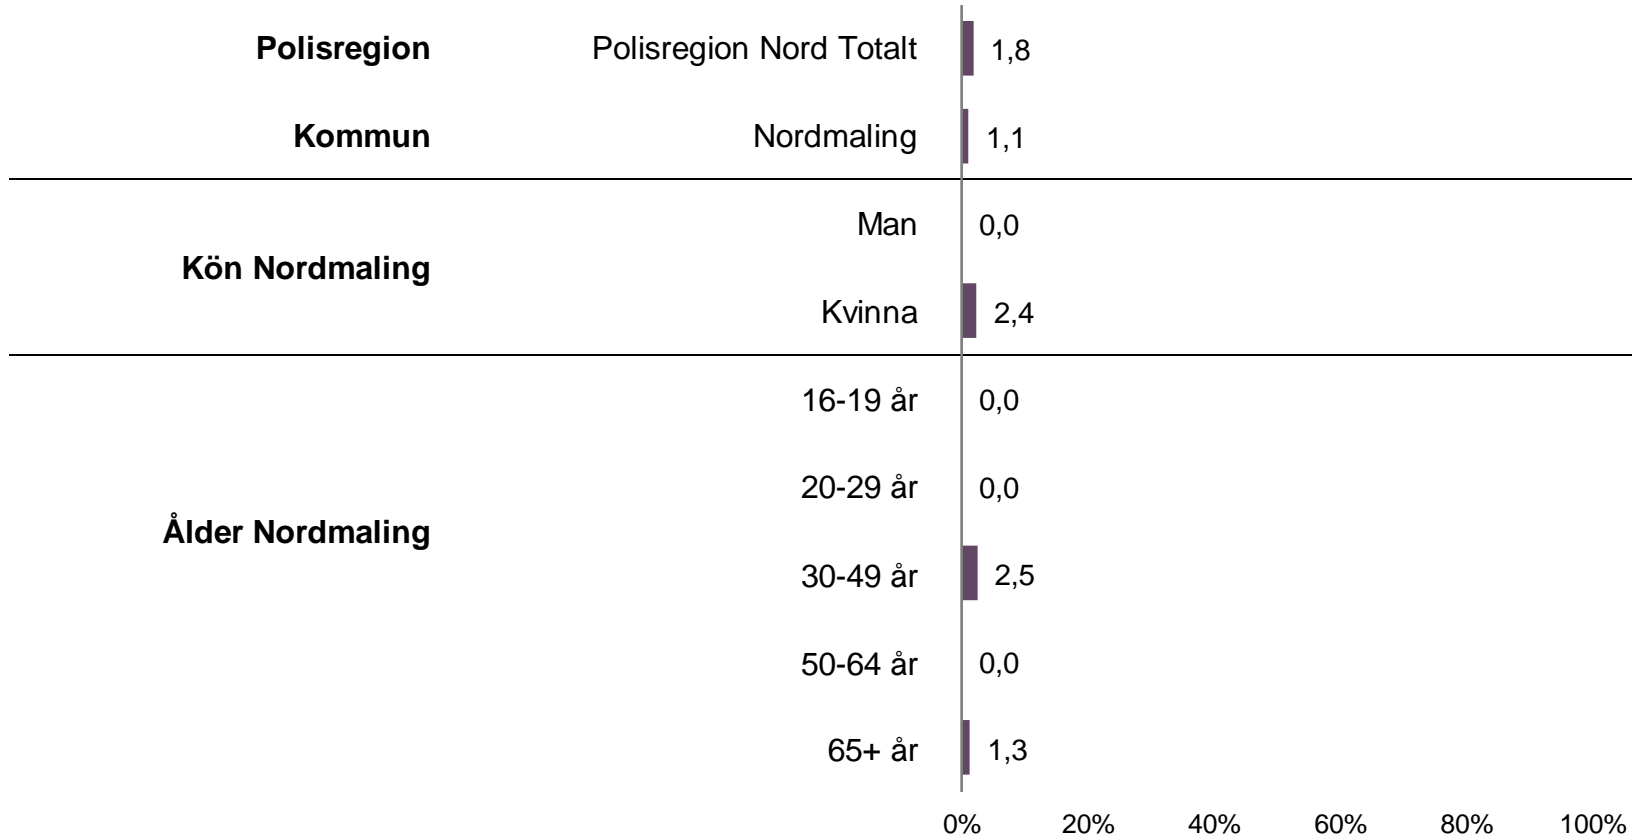 Polisregion Polisregion Nord Totalt 1,8
Kommun Nordmaling 1,1
Man 0,0
Kön Nordmaling
Kvinna 2,4
16-19 år 0,0
20-29 år 0,0
Ålder Nordmaling
30-49 år 2,5
50-64 år 0,0
65+ år 1,3
0% 20% 40% 60% 80% 100%